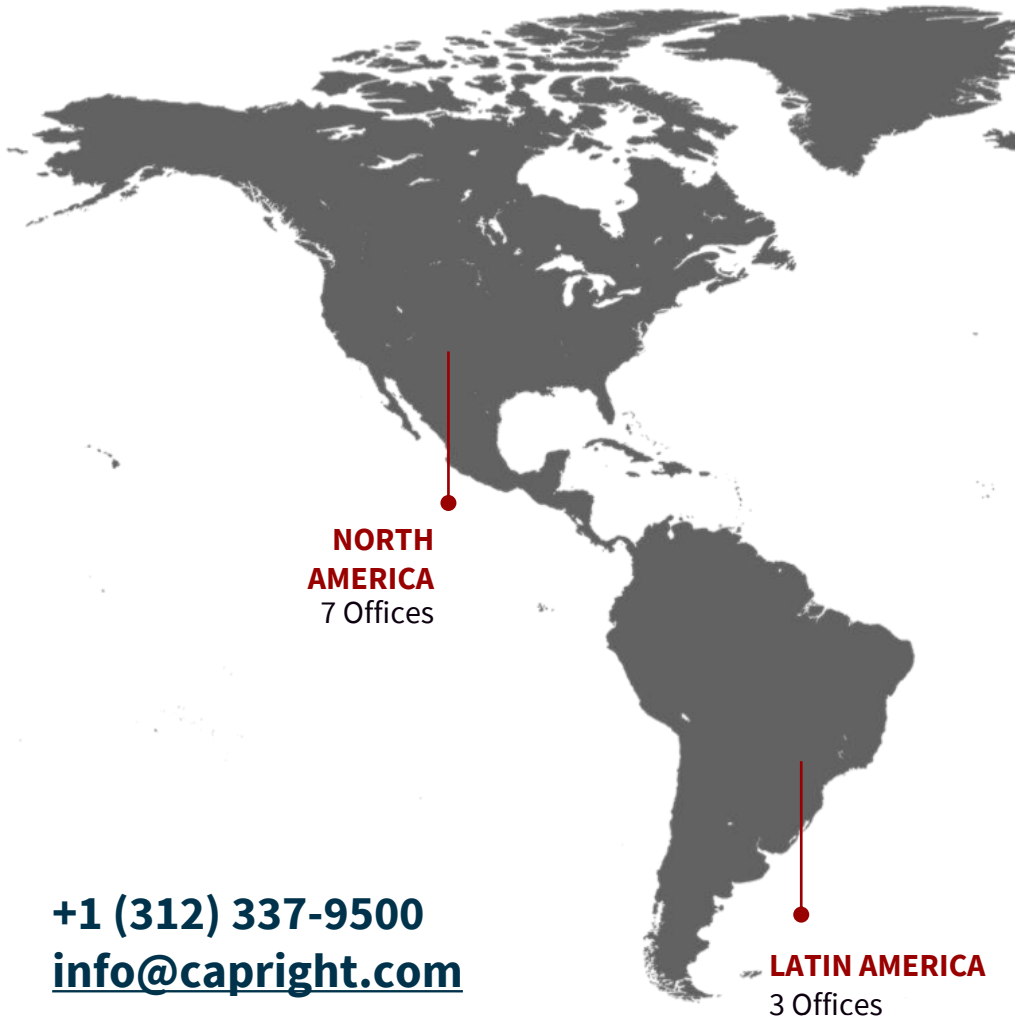 NORTH
AMERICA
7 Offices
+1 (312) 337-9500
info@capright.com
LATIN AMERICA
3 Offices